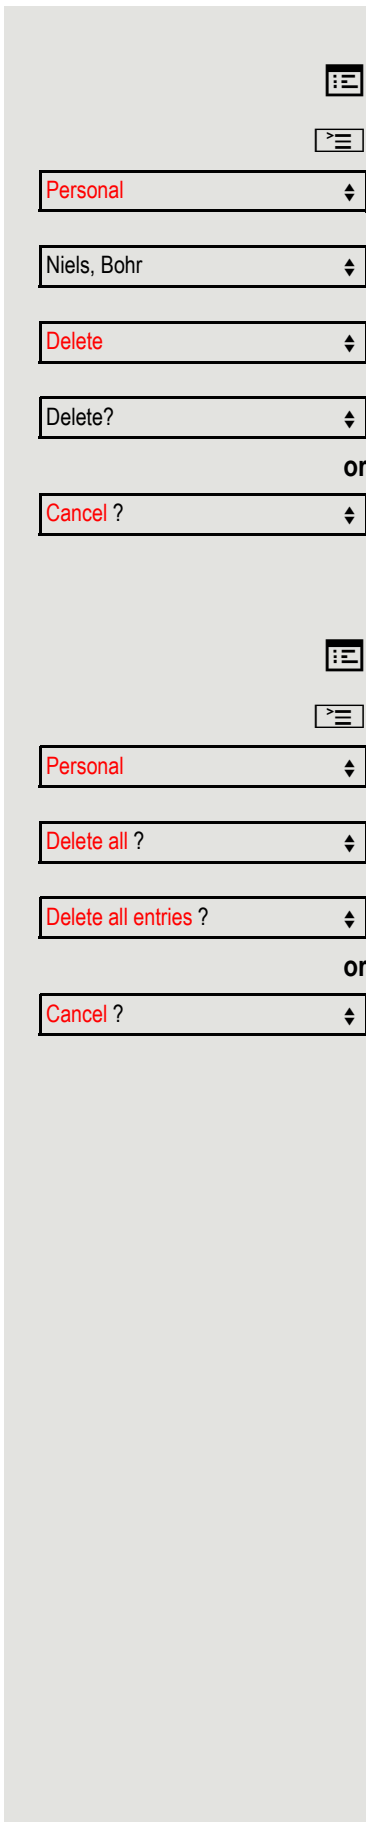 Personal
Niels, Bohr
Delete
Delete?
or
Cancel ?
Personal
Delete all ?
Delete all entries ?
or
Cancel ?